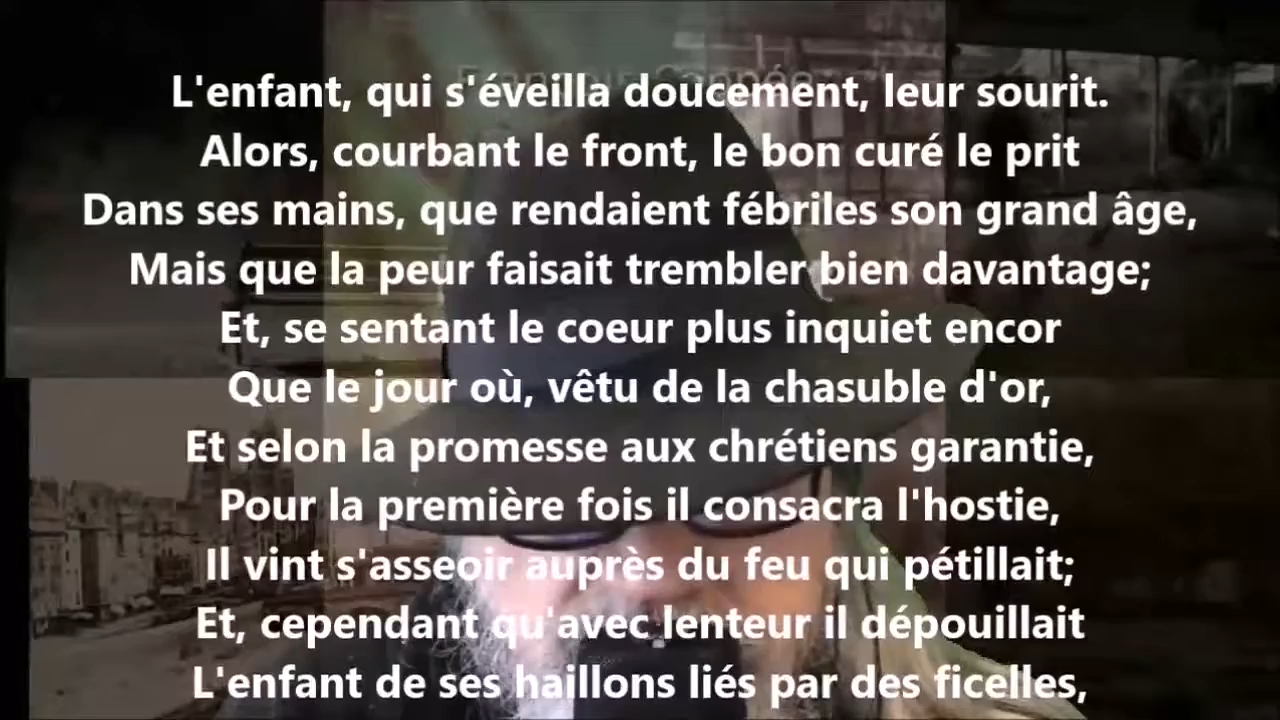 François Coppée
L'enfant, qui s'éveilla doucement, leur sourit.
Alors, courbant le front, le bon curé le prit
Dans ses mains, que rendaient fébriles son grand âge,
Mais que la peur faisait trembler bien davantage;
Et, se sentant le coeur plus inquiet encor
Que le jour où, vêtu de la chasuble d'or,
Et selon la promesse aux chrétiens garantie,
Pour la première fois il consacra l'hostie,
Il vint s'asseoir auprès du feu qui pétillait;
Et, cependant qu'avec lenteur il dépouillait
L'enfant de ses haillons liés par des ficelles,